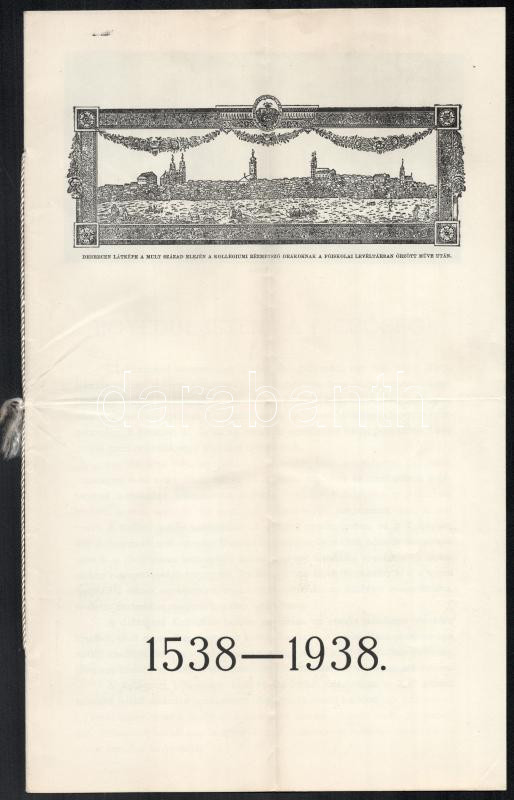 DEBRECEN LÁTKÉPE A MULT SZÁZAD ELEJÉN A KOLLÉGIUMI RÉZMETSZŐ DEÁKOKNAK A FŐISKOLAI LEVÉLTÁRBAN ŐRZÖTT MŰVE UTÁN.
darabanth
1538—1938.